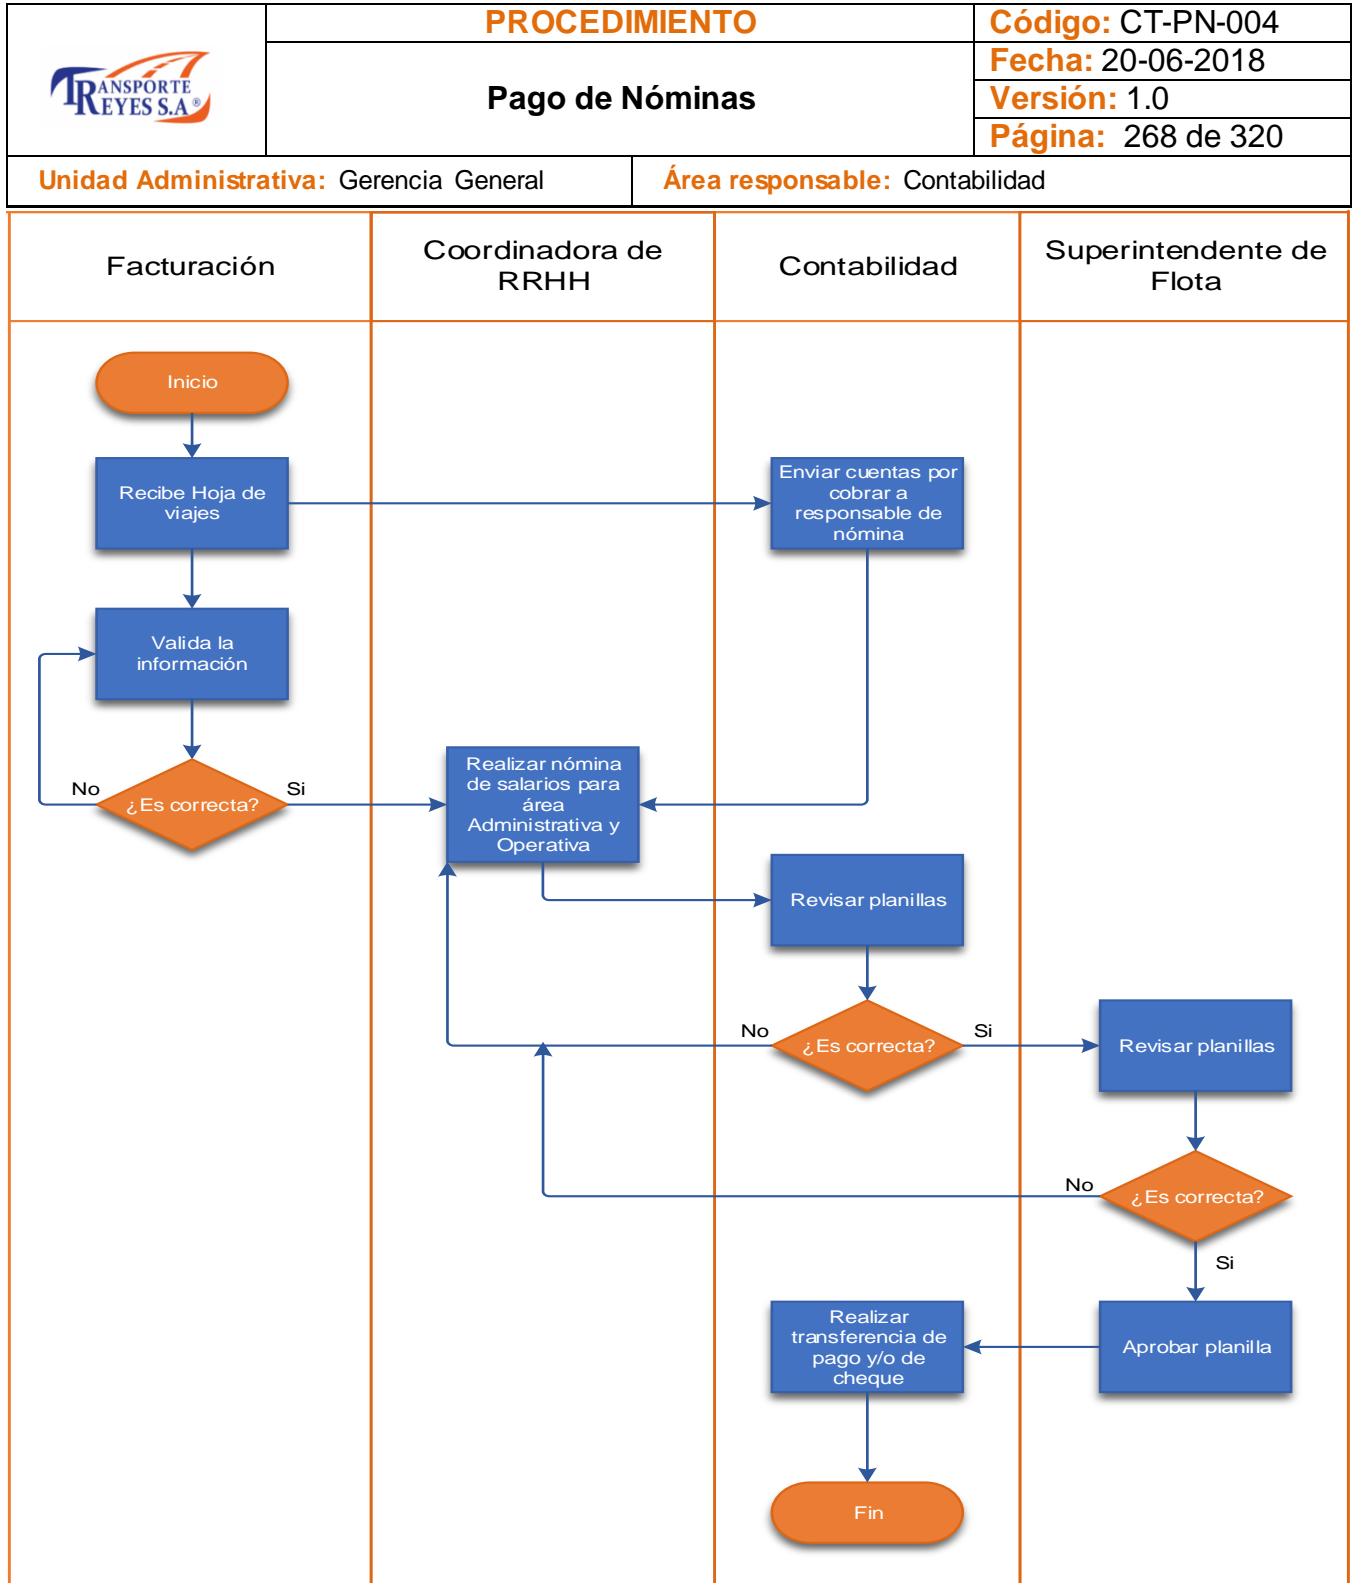 TRANSPORTE
REYES S.A ®
PROCEDIMIENTO
Pago de Nóminas
Código: CT-PN-004
Fecha: 20-06-2018
Versión: 1.0
Página: 268 de 320
Unidad Administrativa: Gerencia General
Área responsable: Contabilidad
Facturación
Coordinadora de
RRHH
Contabilidad
Superintendente de
Flota
Inicio
Recibe Hoja de
viajes
Enviar cuentas por
cobrar a
responsable de
nómina
Valida la
información
No
¿Es correcta?
Si
Realizar nómina
de salarios para
área
Administrativa y
Operativa
Revisar planillas
No
¿Es correcta?
Si
Revisar planillas
No
¿Es correcta?
Si
Aprobar planilla
Realizar
transferencia de
pago y/o de
cheque
Fin